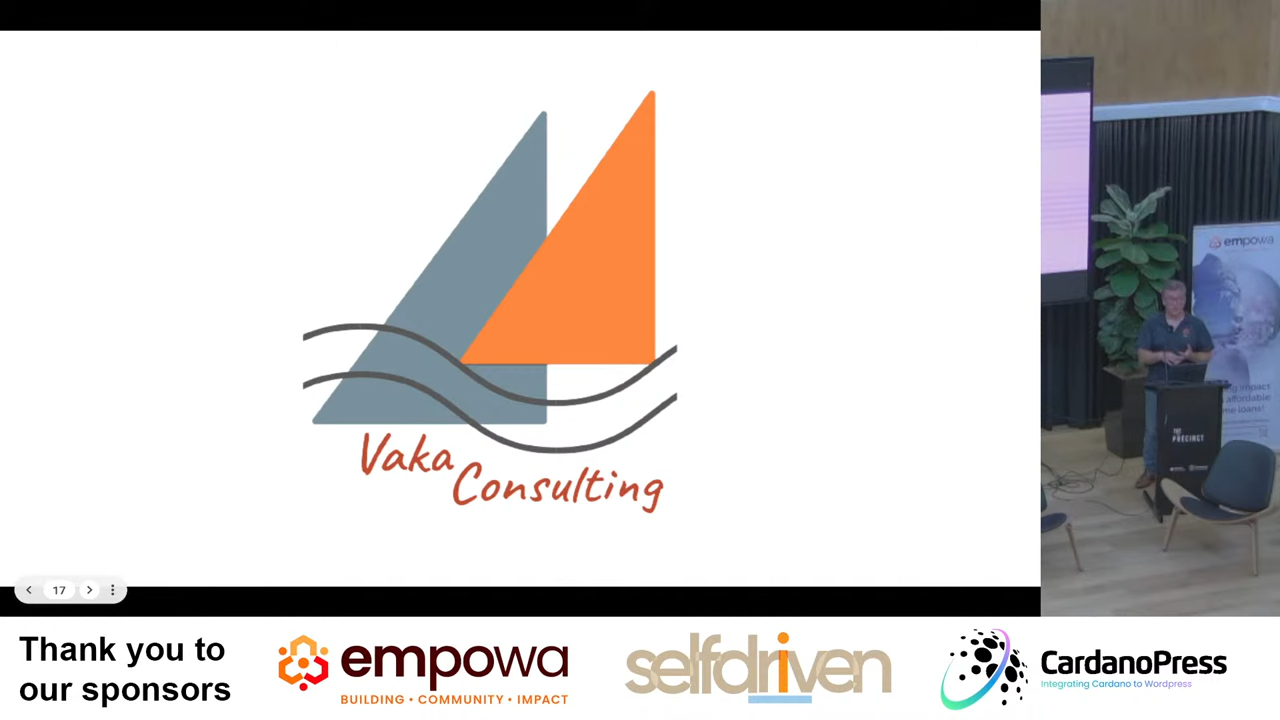 Vaka
Consulting
17
empowa
THE
PRECINCT
Thank you to
our sponsors
empowa
BUILDING • COMMUNITY • IMPACT
selfdriven
CardanoPress
Integrating Cardano to Wordpress